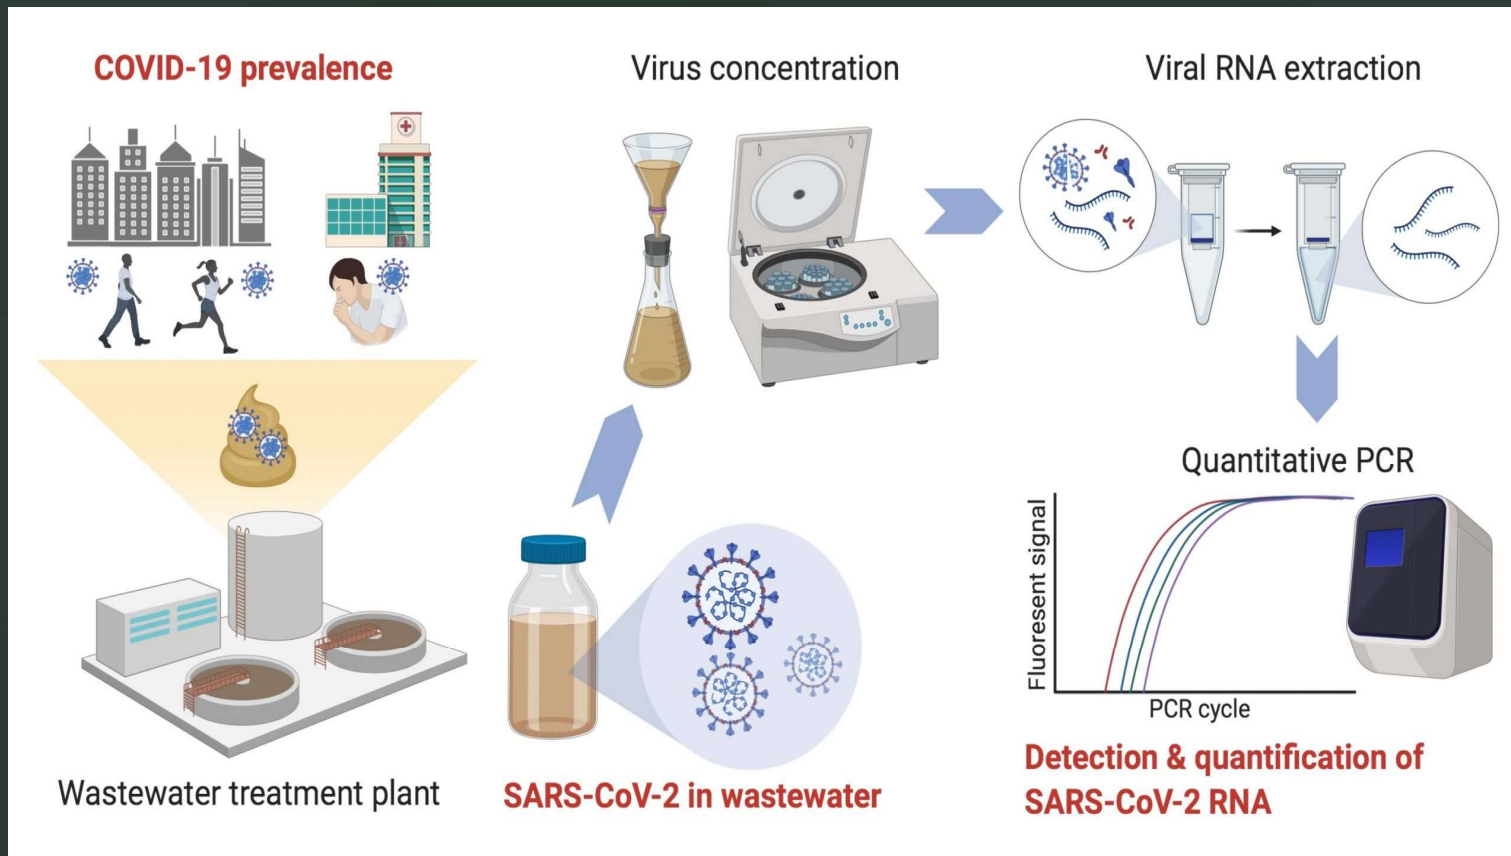 COVID-19 prevalence
Wastewater treatment plant
SARS-CoV-2 in wastewater
Virus concentration
Viral RNA extraction
Quantitative PCR
Fluorescent signal
PCR cycle
Detection & quantification of
SARS-CoV-2 RNA